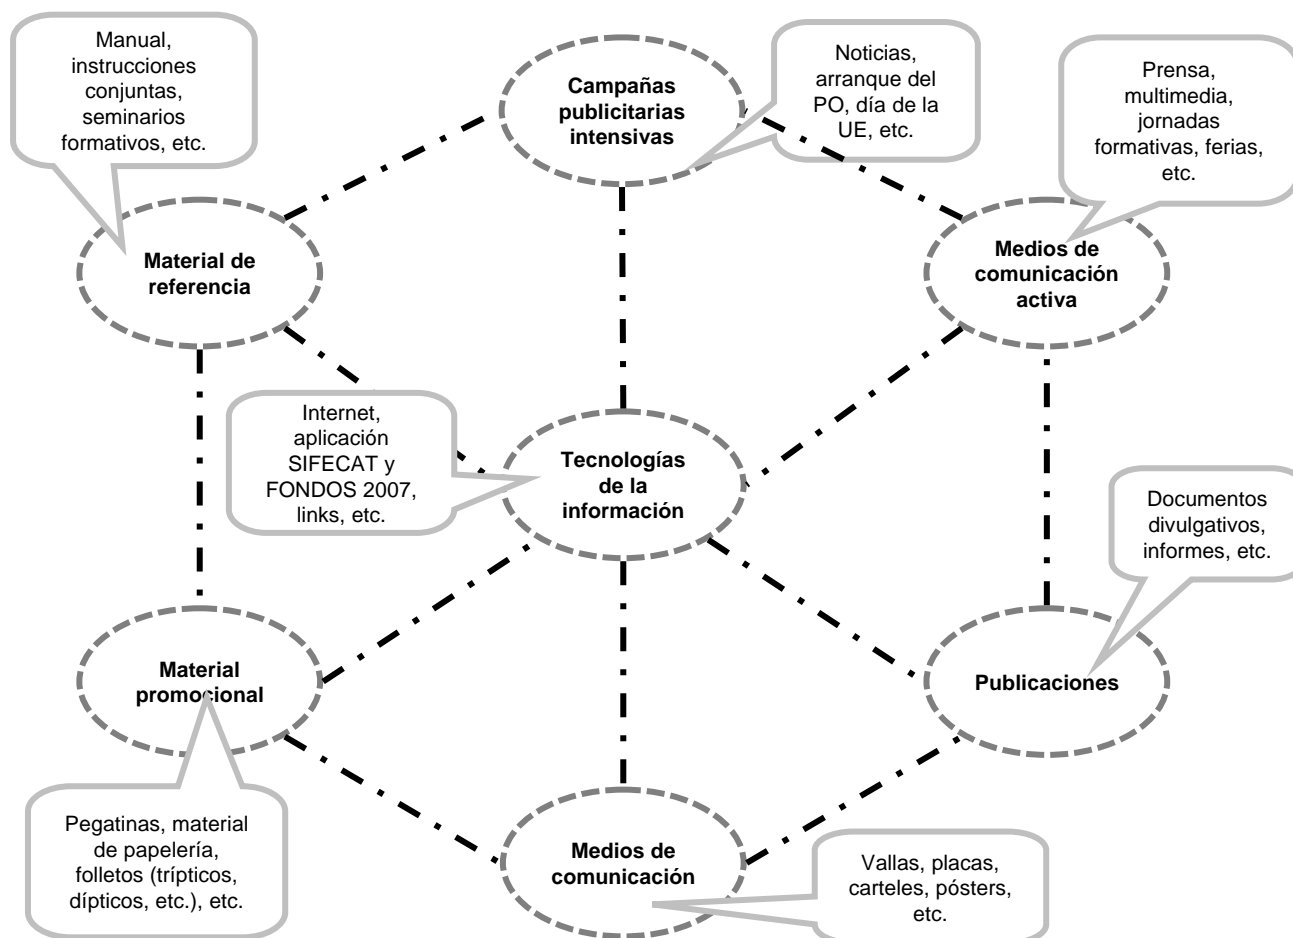 Manual,
instrucciones
conjuntas,
seminarios
formativos, etc.
Campañas
publicitarias
intensivas
Noticias,
arranque del
PO, día de la
UE, etc.
Prensa,
multimedia,
jornadas
formativas, ferias,
etc.
Material de
referencia
Medios de
comunicación
activa
Internet,
aplicación
SIFECAT y
FONDOS 2007,
links, etc.
Tecnologías
de la
información
Documentos
divulgativos,
informes, etc.
Material
promocional
Publicaciones
Pegatinas, material
de papelería,
folletos (trípticos,
dípticos, etc.), etc.
Medios de
comunicación
Vallas, placas,
carteles, pósters,
etc.